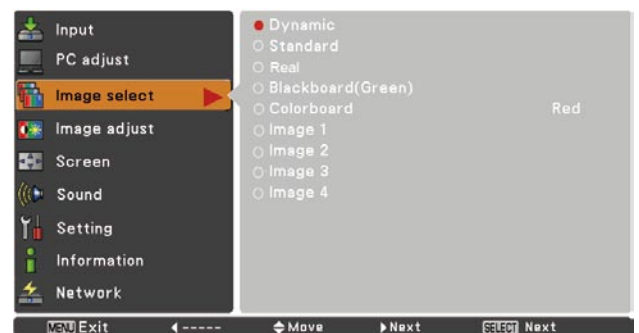 Input
PC adjust
Image select
Image adjust
Screen
Sound
Setting
Information
Network
Dynamic
Standard
Real
Blackboard(Green)
Colorboard Red
Image 1
Image 2
Image 3
Image 4
MENU Exit ◀----- Move ▶Next SELECT Next